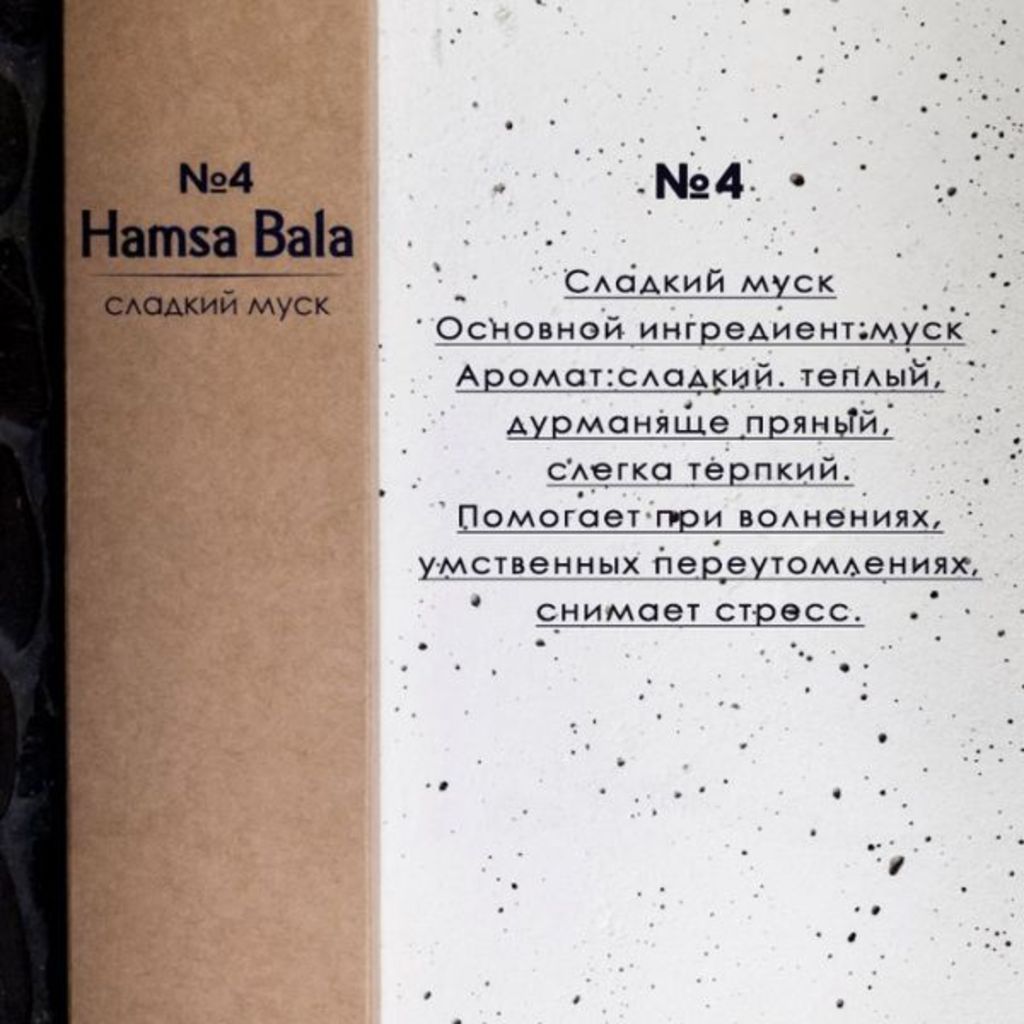 №4
Hamsa Bala
сладкий муск
№4
Сладкий муск
Основной ингредиент:муск
Аромат:сладкий. теплый,
дурманяще пряный,
слегка терпкий.
Помогает при волнениях,
умственных переутомлениях,
снимает стресс.